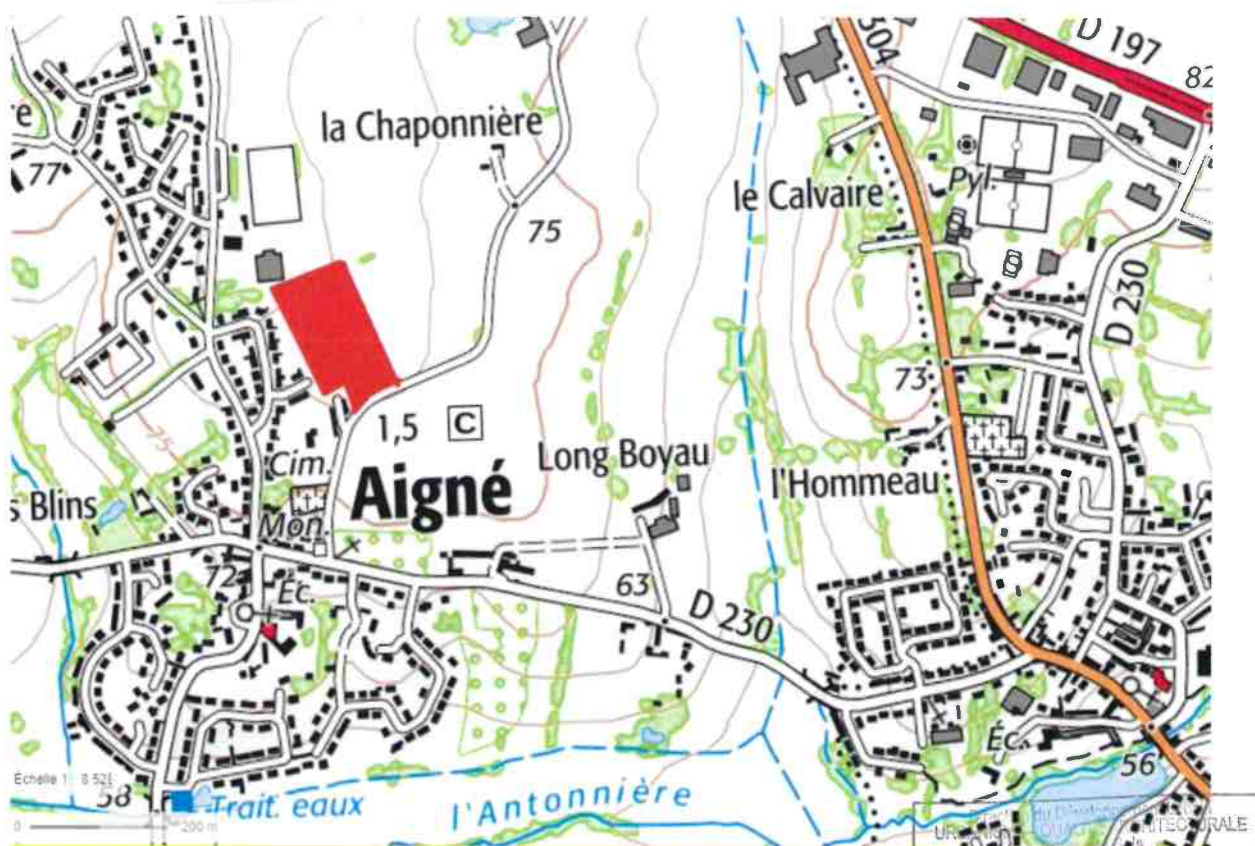 504
D 197
82
la Chaponnière
e
77
le Calvaire
Pyl.
75
D 230
73
75
1,5 C
Cim.
Aigné
Long Boyau
l'Hommeau
s Blins
Mon.
72
Éc.
63
D 230
Éc.
56
Échelle 1
58
Trait. eaux
l'Antonnière
0
200 m